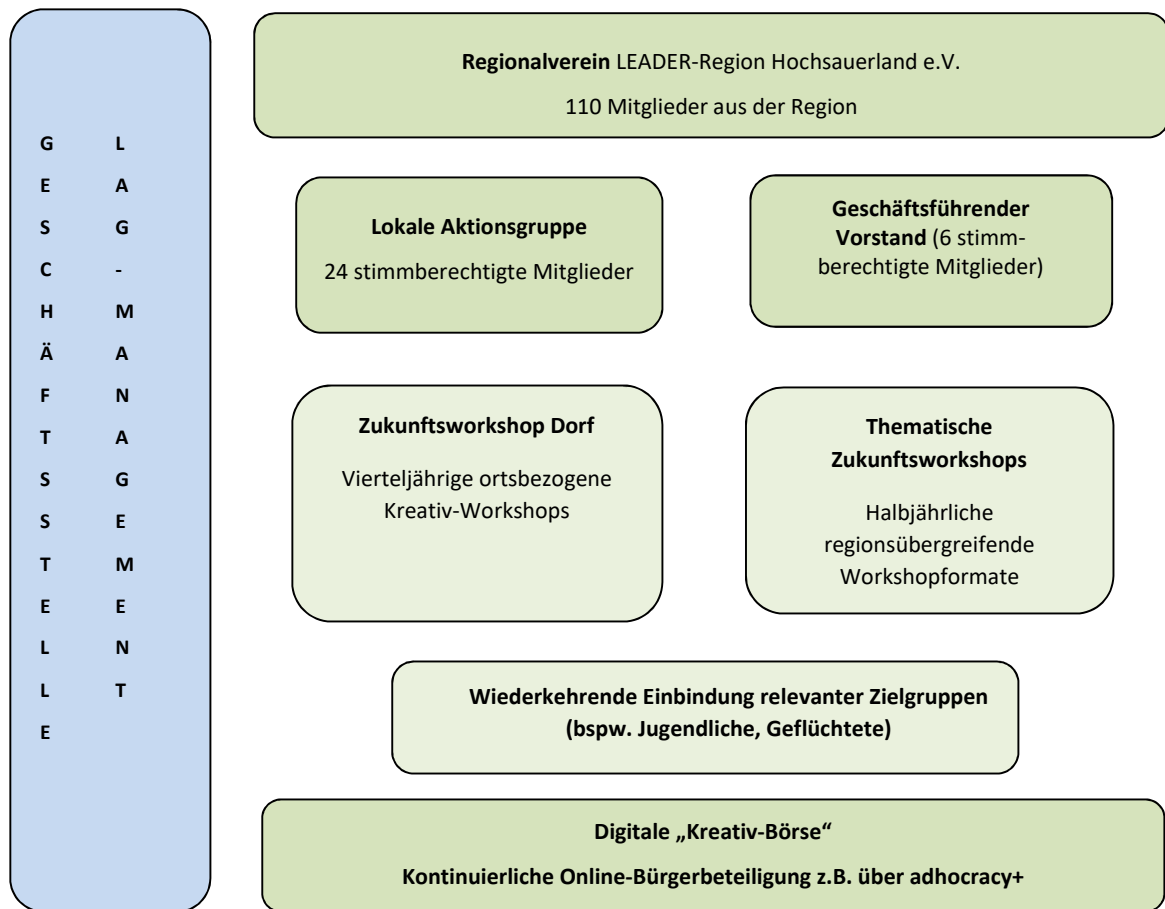 GESCHÄFTSSTELLE
LAG-MANAGEMENT
Regionalverein LEADER-Region Hochsauerland e.V.
110 Mitglieder aus der Region
Lokale Aktionsgruppe
24 stimmberechtigte Mitglieder
Geschäftsführender
Vorstand (6 stimm-
berechtigte Mitglieder)
Zukunftsworkshop Dorf
Vierteljährige ortsbezogene
Kreativ-Workshops
Thematische
Zukunftsworkshops
Halbjährliche
regionsübergreifende
Workshopformate
Wiederkehrende Einbindung relevanter Zielgruppen
(bspw. Jugendliche, Geflüchtete)
Digitale „Kreativ-Börse“
Kontinuierliche Online-Bürgerbeteiligung z.B. über adhocracy+